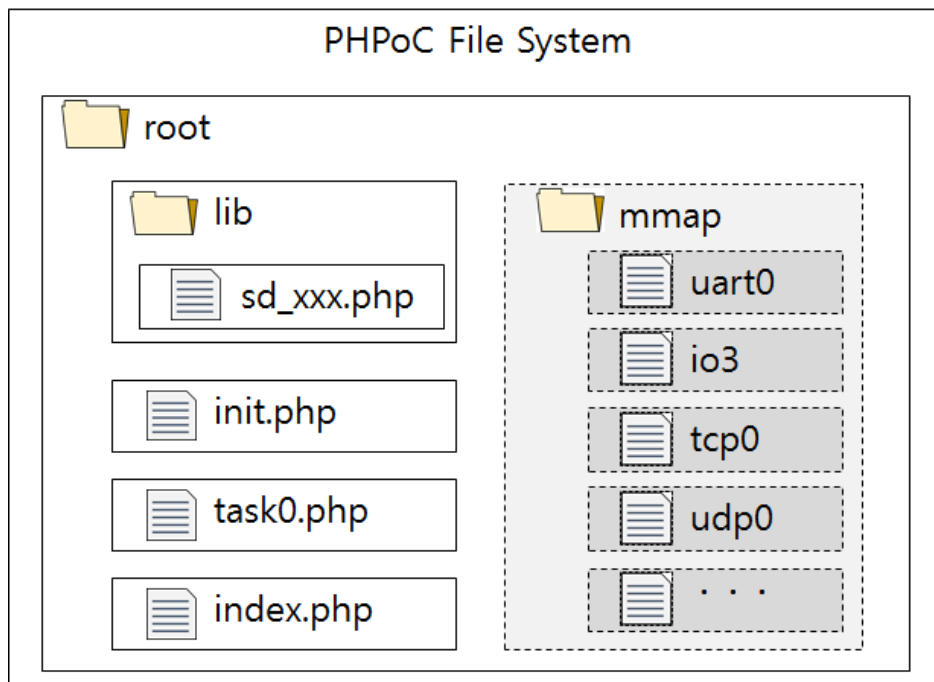 PHPoC File System
root
lib
sd_xxx.php
init.php
task0.php
index.php
mmap
uart0
io3
tcp0
udp0
· · ·